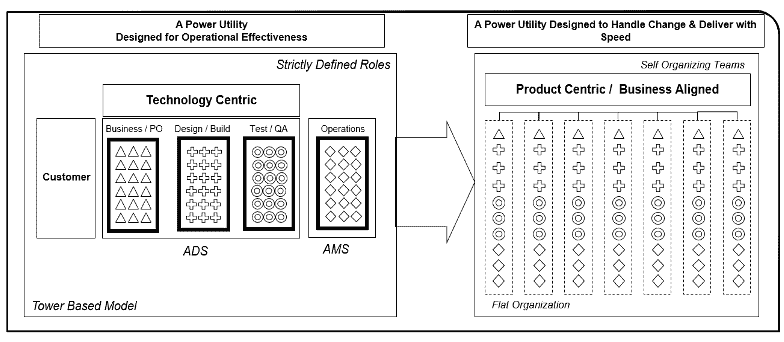 A Power Utility
Designed for Operational Effectiveness
Strictly Defined Roles
Technology Centric
Business / PO
Design / Build
Test / QA
Operations
Customer
ADS
AMS
Tower Based Model
A Power Utility Designed to Handle Change & Deliver with
Speed
Self Organizing Teams
Product Centric / Business Aligned
Flat Organization